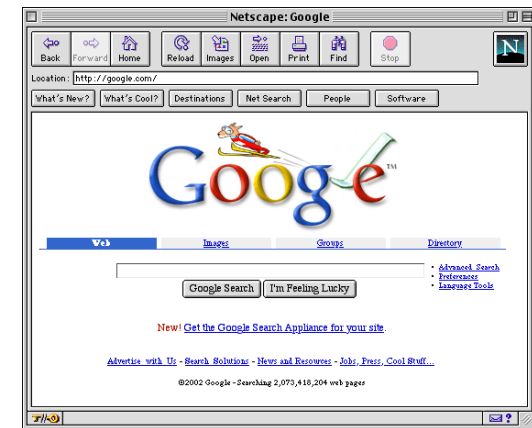 Netscape: Google
Back Forward Home Reload Images Open Print Find Stop N
Location: http://google.com/
What's New? What's Cool? Destinations Net Search People Software
Google™
Web Images Groups Directory
• Advanced Search
• Preferences
• Language Tools
Google Search I'm Feeling Lucky
New! Get the Google Search Appliance for your site.
Advertise with Us - Search Solutions - News and Resources - Jobs, Press, Cool Stuff...
©2002 Google - Searching 2,073,418,204 web pages
?